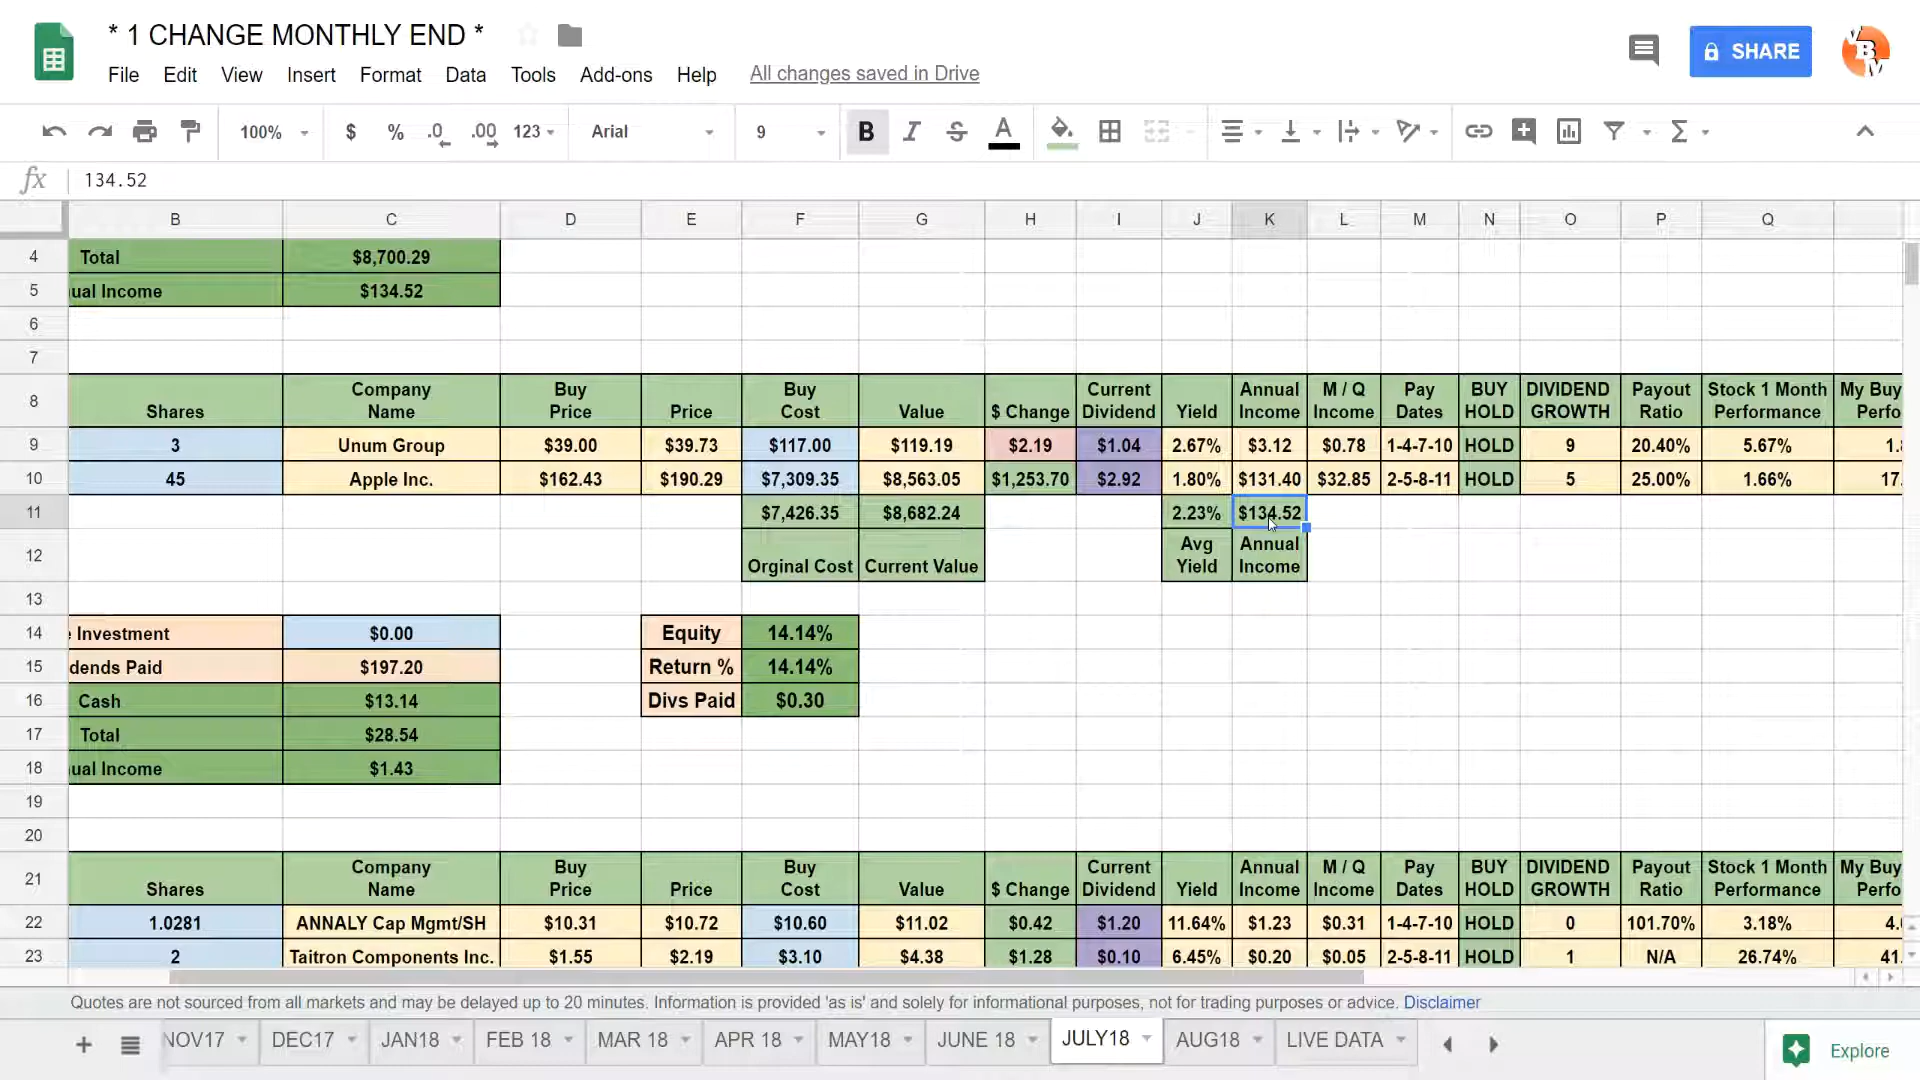 * 1 CHANGE MONTHLY END *
File Edit View Insert Format Data Tools Add-ons Help All changes saved in Drive
SHARE
100% $ % .0 .00 123 Arial 9 B I S A
fx 134.52
B C D E F G H I J K L M N O P Q
4 Total $8,700.29
5 ual Income $134.52
6
7
8 Shares Company Name Buy Price Price Buy Cost Value $ Change Current Dividend Yield Annual Income M / Q Income Pay Dates BUY HOLD DIVIDEND GROWTH Payout Ratio Stock 1 Month Performance My Buy Perfo
9 3 Unum Group $39.00 $39.73 $117.00 $119.19 $2.19 $1.04 2.67% $3.12 $0.78 1-4-7-10 HOLD 9 20.40% 5.67% 1.
10 45 Apple Inc. $162.43 $190.29 $7,309.35 $8,563.05 $1,253.70 $2.92 1.80% $131.40 $32.85 2-5-8-11 HOLD 5 25.00% 1.66% 17.
11 $7,426.35 $8,682.24 2.23% $134.52
12 Orginal Cost Current Value Avg Yield Annual Income
13
14 Investment $0.00 Equity 14.14%
15 dends Paid $197.20 Return % 14.14%
16 Cash $13.14 Divs Paid $0.30
17 Total $28.54
18 ual Income $1.43
19
20
21 Shares Company Name Buy Price Price Buy Cost Value $ Change Current Dividend Yield Annual Income M / Q Income Pay Dates BUY HOLD DIVIDEND GROWTH Payout Ratio Stock 1 Month Performance My Buy Perfo
22 1.0281 ANNALY Cap Mgmt/SH $10.31 $10.72 $10.60 $11.02 $0.42 $1.20 11.64% $1.23 $0.31 1-4-7-10 HOLD 0 101.70% 3.18% 4.
23 2 Taitron Components Inc. $1.55 $2.19 $3.10 $4.38 $1.28 $0.10 6.45% $0.20 $0.05 2-5-8-11 HOLD 1 N/A 26.74% 41.
Quotes are not sourced from all markets and may be delayed up to 20 minutes. Information is provided 'as is' and solely for informational purposes, not for trading purposes or advice. Disclaimer
NOV17 DEC17 JAN18 FEB 18 MAR 18 APR 18 MAY18 JUNE 18 JULY18 AUG18 LIVE DATA Explore